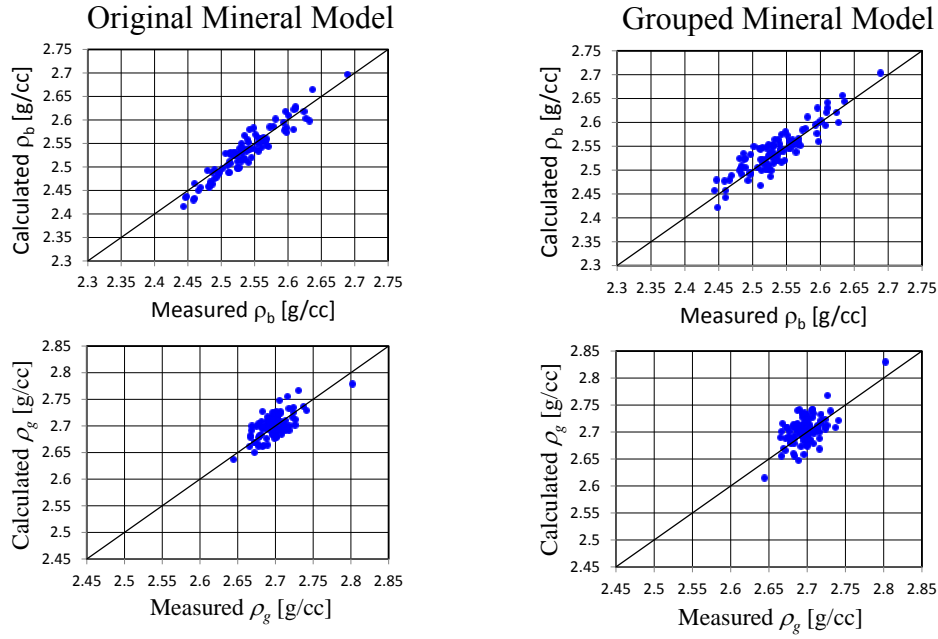 Original Mineral Model
Grouped Mineral Model
2.75
2.7
2.65
2.6
2.55
2.5
2.45
2.4
2.35
2.3
Calculated ρb [g/cc]
2.3 2.35 2.4 2.45 2.5 2.55 2.6 2.65 2.7 2.75
Measured ρb [g/cc]
2.75
2.7
2.65
2.6
2.55
2.5
2.45
2.4
2.35
2.3
Calculated ρb [g/cc]
2.3 2.35 2.4 2.45 2.5 2.55 2.6 2.65 2.7 2.75
Measured ρb [g/cc]
2.85
2.8
2.75
2.7
2.65
2.6
2.55
2.5
2.45
Calculated ρg [g/cc]
2.45 2.5 2.55 2.6 2.65 2.7 2.75 2.8 2.85
Measured ρg [g/cc]
2.85
2.8
2.75
2.7
2.65
2.6
2.55
2.5
2.45
Calculated ρg [g/cc]
2.45 2.5 2.55 2.6 2.65 2.7 2.75 2.8 2.85
Measured ρg [g/cc]